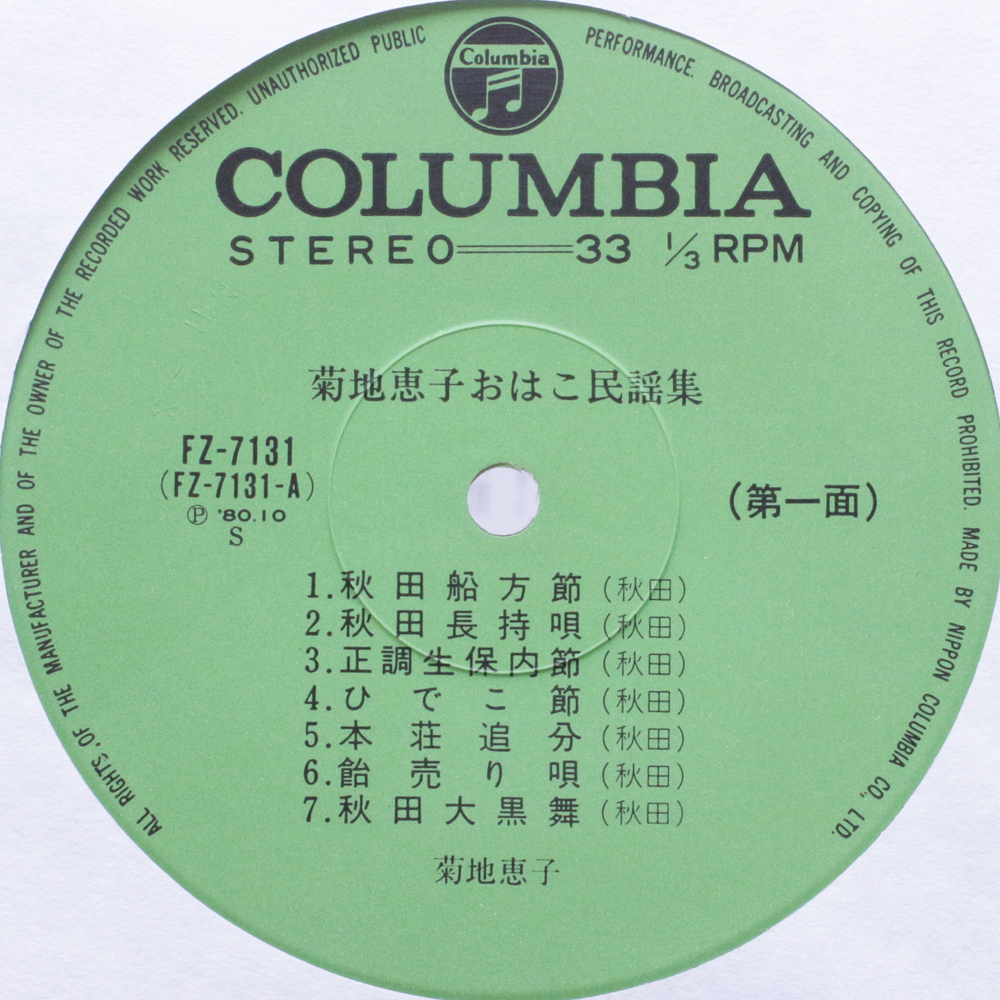 ALL RIGHTS, OF THE MANUFACTURER AND OF THE OWNER OF THE RECORDED WORK RESERVED. UNAUTHORIZED PUBLIC PERFORMANCE. BROADCASTING AND COPYING OF THIS RECORD PROHIBITED. MADE BY NIPPON COLUMBIA CO., LTD.
Columbia
COLUMBIA
STEREO 33 1/3 RPM
菊地恵子おはこ民謡集
FZ-7131
(FZ-7131-A)
℗ '80.10
S
(第一面)
1.秋田船方節(秋田)
2.秋田長持唄(秋田)
3.正調生保内節(秋田)
4.ひでこ節(秋田)
5.本荘追分(秋田)
6.飴売り唄(秋田)
7.秋田大黒舞(秋田)
菊地恵子